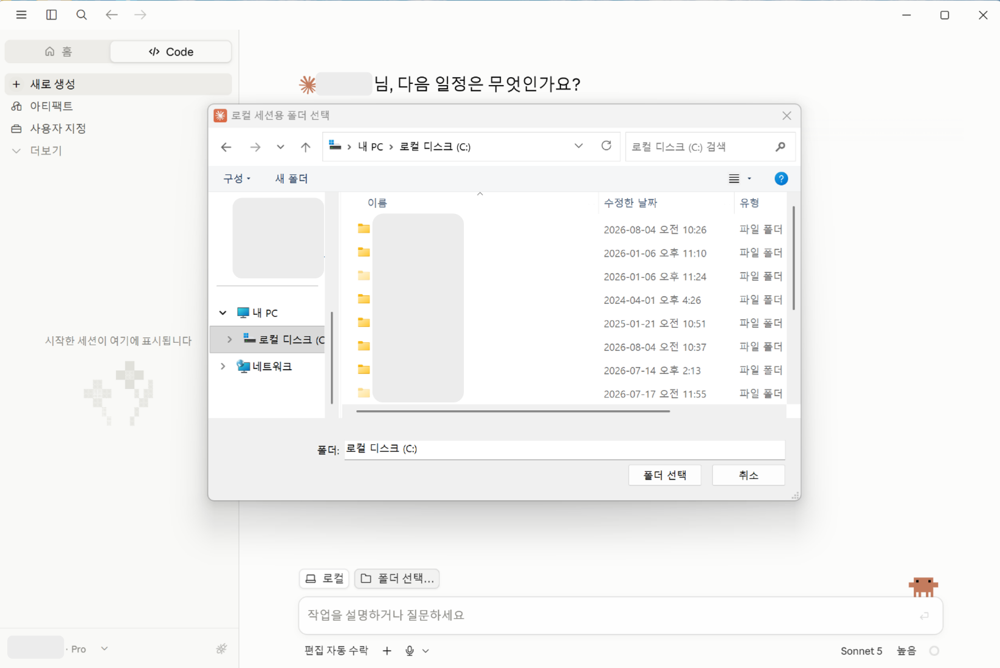 홈
Code
새로 생성
아티팩트
사용자 지정
더보기
시작한 세션이 여기에 표시됩니다
· Pro
님, 다음 일정은 무엇인가요?
로컬 세션용 폴더 선택
내 PC
로컬 디스크 (C:)
로컬 디스크 (C:) 검색
구성
새 폴더
이름 수정한 날짜 유형
2026-08-04 오전 10:26 파일 폴더
2026-01-06 오후 11:10 파일 폴더
2026-01-06 오후 11:24 파일 폴더
2024-04-01 오후 4:26 파일 폴더
2025-01-21 오전 10:51 파일 폴더
2026-08-04 오전 10:37 파일 폴더
2026-07-14 오후 2:13 파일 폴더
2026-07-17 오전 11:55 파일 폴더
내 PC
로컬 디스크 (C
네트워크
폴더: 로컬 디스크 (C:)
폴더 선택
취소
로컬
폴더 선택...
작업을 설명하거나 질문하세요
편집 자동 수락
Sonnet 5
높음